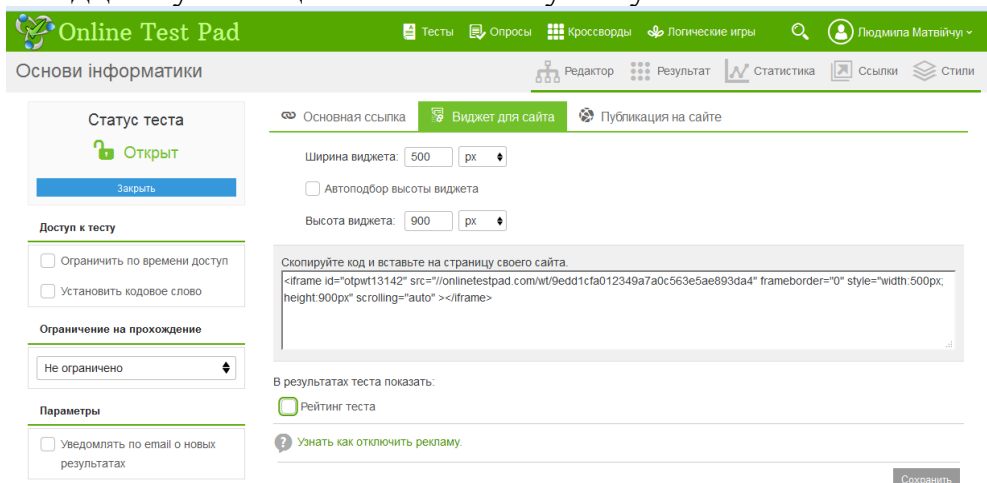 Online Test Pad
Тесты Опросы Кроссворды Логические игры Людмила Матвійчу
Основи інформатики
Редактор Результат Статистика Ссылки Стили
Статус теста
Открыт
Закрыть
Доступ к тесту
Ограничить по времени доступ
Установить кодовое слово
Ограничение на прохождение
Не ограничено
Параметры
Уведомлять по email о новых
результатах
Основная ссылка Виджет для сайта Публикация на сайте
Ширина виджета: 500 px
Автоподбор высоты виджета
Высота виджета: 900 px
Скопируйте код и вставьте на страницу своего сайта.
<iframe id="otpwt13142" src="//onlinetestpad.com/wt/9edd1cfa012349a7a0c563e5ae893da4" frameborder="0" style="width:500px;
height:900px" scrolling="auto" ></iframe>
В результатах теста показать:
Рейтинг теста
Узнать как отключить рекламу.
Сохранить